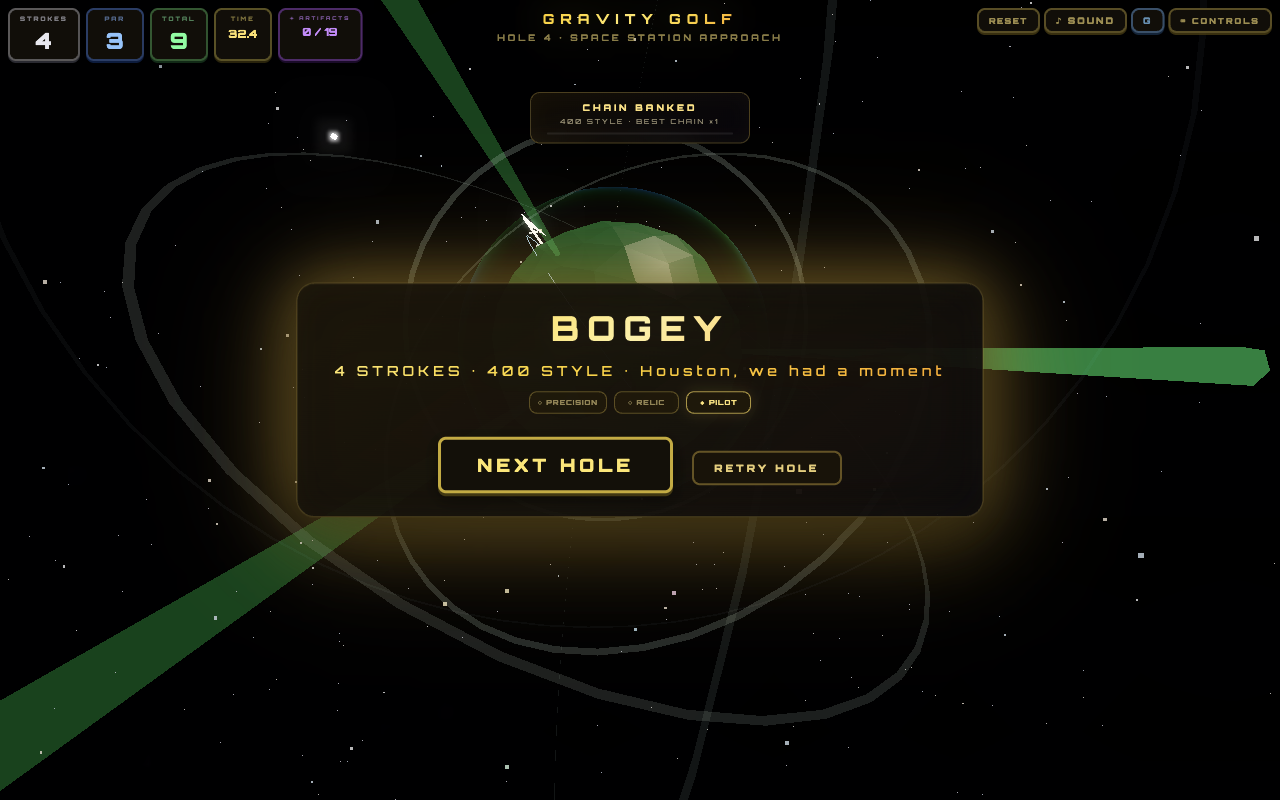 STROKES
4
PAR
3
TOTAL
9
TIME
32.4
✦ ARTIFACTS
0 / 19
GRAVITY GOLF
HOLE 4 · SPACE STATION APPROACH
RESET
♪ SOUND
G
≡ CONTROLS
CHAIN BANKED
400 STYLE · BEST CHAIN ×1
BOGEY
4 STROKES · 400 STYLE · Houston, we had a moment
○ PRECISION
○ RELIC
◆ PILOT
NEXT HOLE
RETRY HOLE